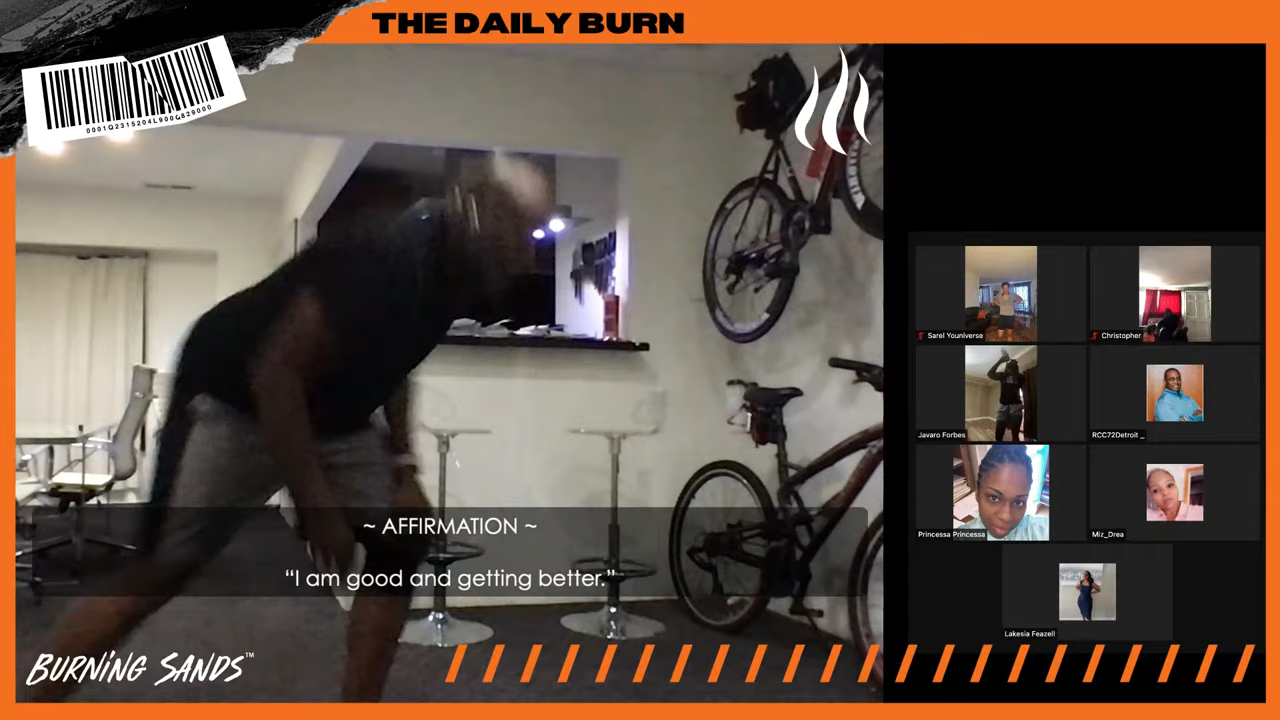 THE DAILY BURN
0001Q2315204L900G829000
~ AFFIRMATION ~
“I am good and getting better.”
BURNING SANDS™
Sarel Youniverse
Christopher
Javaro Forbes
RCC72Detroit _
Princessa Princessa
Miz_Drea
Lakesia Feazell